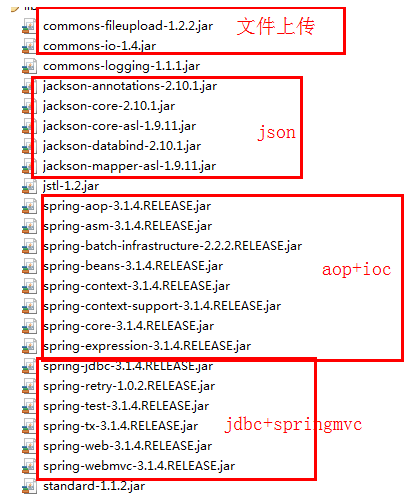 commons-fileupload-1.2.2.jar 文件上传
commons-io-1.4.jar
commons-logging-1.1.1.jar
jackson-annotations-2.10.1.jar
jackson-core-2.10.1.jar
jackson-core-asl-1.9.11.jar json
jackson-databind-2.10.1.jar
jackson-mapper-asl-1.9.11.jar
jstl-1.2.jar
spring-aop-3.1.4.RELEASE.jar
spring-asm-3.1.4.RELEASE.jar
spring-batch-infrastructure-2.2.2.RELEASE.jar
spring-beans-3.1.4.RELEASE.jar aop+ioc
spring-context-3.1.4.RELEASE.jar
spring-context-support-3.1.4.RELEASE.jar
spring-core-3.1.4.RELEASE.jar
spring-expression-3.1.4.RELEASE.jar
spring-jdbc-3.1.4.RELEASE.jar
spring-retry-1.0.2.RELEASE.jar
spring-test-3.1.4.RELEASE.jar
spring-tx-3.1.4.RELEASE.jar jdbc+springmvc
spring-web-3.1.4.RELEASE.jar
spring-webmvc-3.1.4.RELEASE.jar
standard-1.1.2.jar